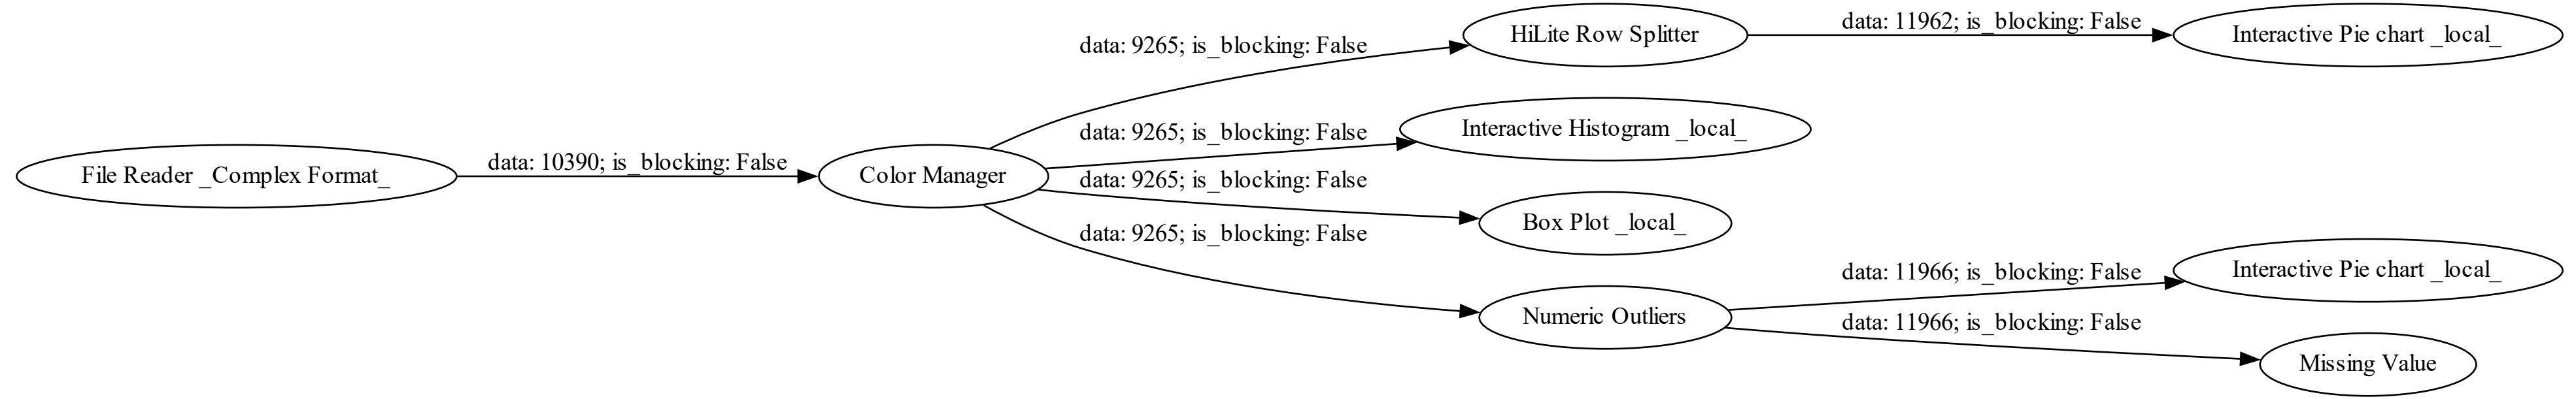 HiLite Row Splitter
data: 11962; is_blocking: False
Interactive Pie chart _local_
data: 9265; is_blocking: False
Interactive Histogram _local_
data: 9265; is_blocking: False
File Reader _Complex Format_
data: 10390; is_blocking: False
Color Manager
data: 9265; is_blocking: False
Box Plot _local_
data: 9265; is_blocking: False
Numeric Outliers
data: 11966; is_blocking: False
Interactive Pie chart _local_
data: 11966; is_blocking: False
Missing Value